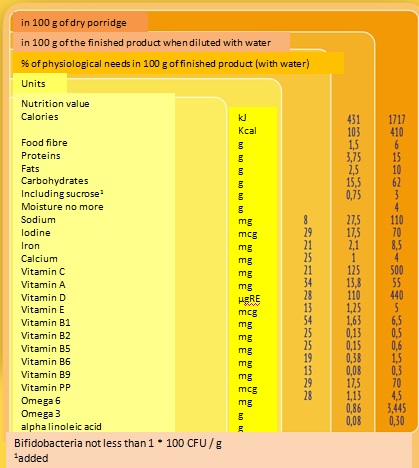 in 100 g of dry porridge
in 100 g of the finished product when diluted with water
% of physiological needs in 100 g of finished product (with water)
Units
Nutrition value
Calories kJ 431 1717
Kcal 103 410
Food fibre g 1,5 6
Proteins g 3,75 15
Fats g 2,5 10
Carbohydrates g 15,5 62
Including sucrose¹ g 0,75 3
Moisture no more g 4
Sodium mg 8 27,5 110
Iodine mcg 29 17,5 70
Iron mg 21 2,1 8,5
Calcium mg 25 1 4
Vitamin C mg 21 125 500
Vitamin A mg 34 13,8 55
Vitamin D µgRE 28 110 440
Vitamin E mcg 13 1,25 5
Vitamin B1 mg 54 1,63 6,5
Vitamin B2 mg 25 0,13 0,5
Vitamin B5 mg 25 0,15 0,6
Vitamin B6 mg 19 0,38 1,5
Vitamin B9 mg 13 0,08 0,3
Vitamin PP mcg 29 17,5 70
Omega 6 mg 28 1,13 4,5
Omega 3 g 0,86 3,445
alpha linoleic acid g 0,08 0,30
Bifidobacteria not less than 1 * 100 CFU / g
¹added